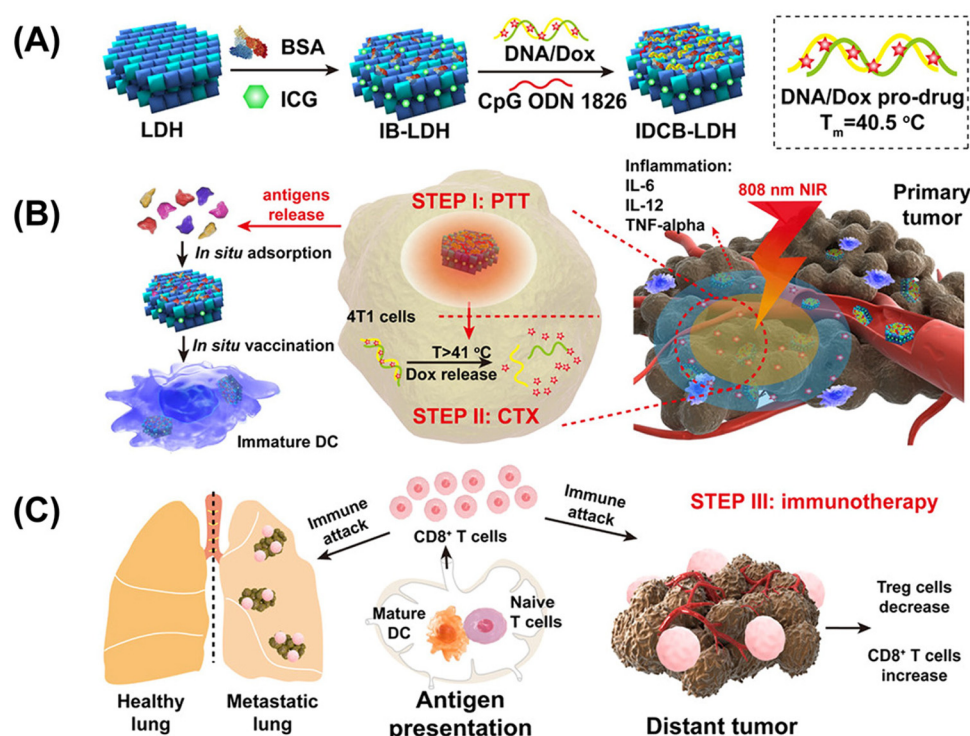 (A)
LDH
BSA
ICG
IB-LDH
DNA/Dox
CpG ODN 1826
IDCB-LDH
DNA/Dox pro-drug
Tm=40.5 °C
(B)
antigens
release
In situ adsorption
In situ vaccination
Immature DC
STEP I: PTT
4T1 cells
T>41 °C
Dox release
STEP II: CTX
Inflammation:
IL-6
IL-12
TNF-alpha
808 nm NIR
Primary
tumor
(C)
Healthy
lung
Metastatic
lung
Immune
attack
CD8+ T cells
Immune
attack
Mature
DC
Naive
T cells
Antigen
presentation
STEP III: immunotherapy
Distant tumor
Treg cells
decrease
CD8+ T cells
increase